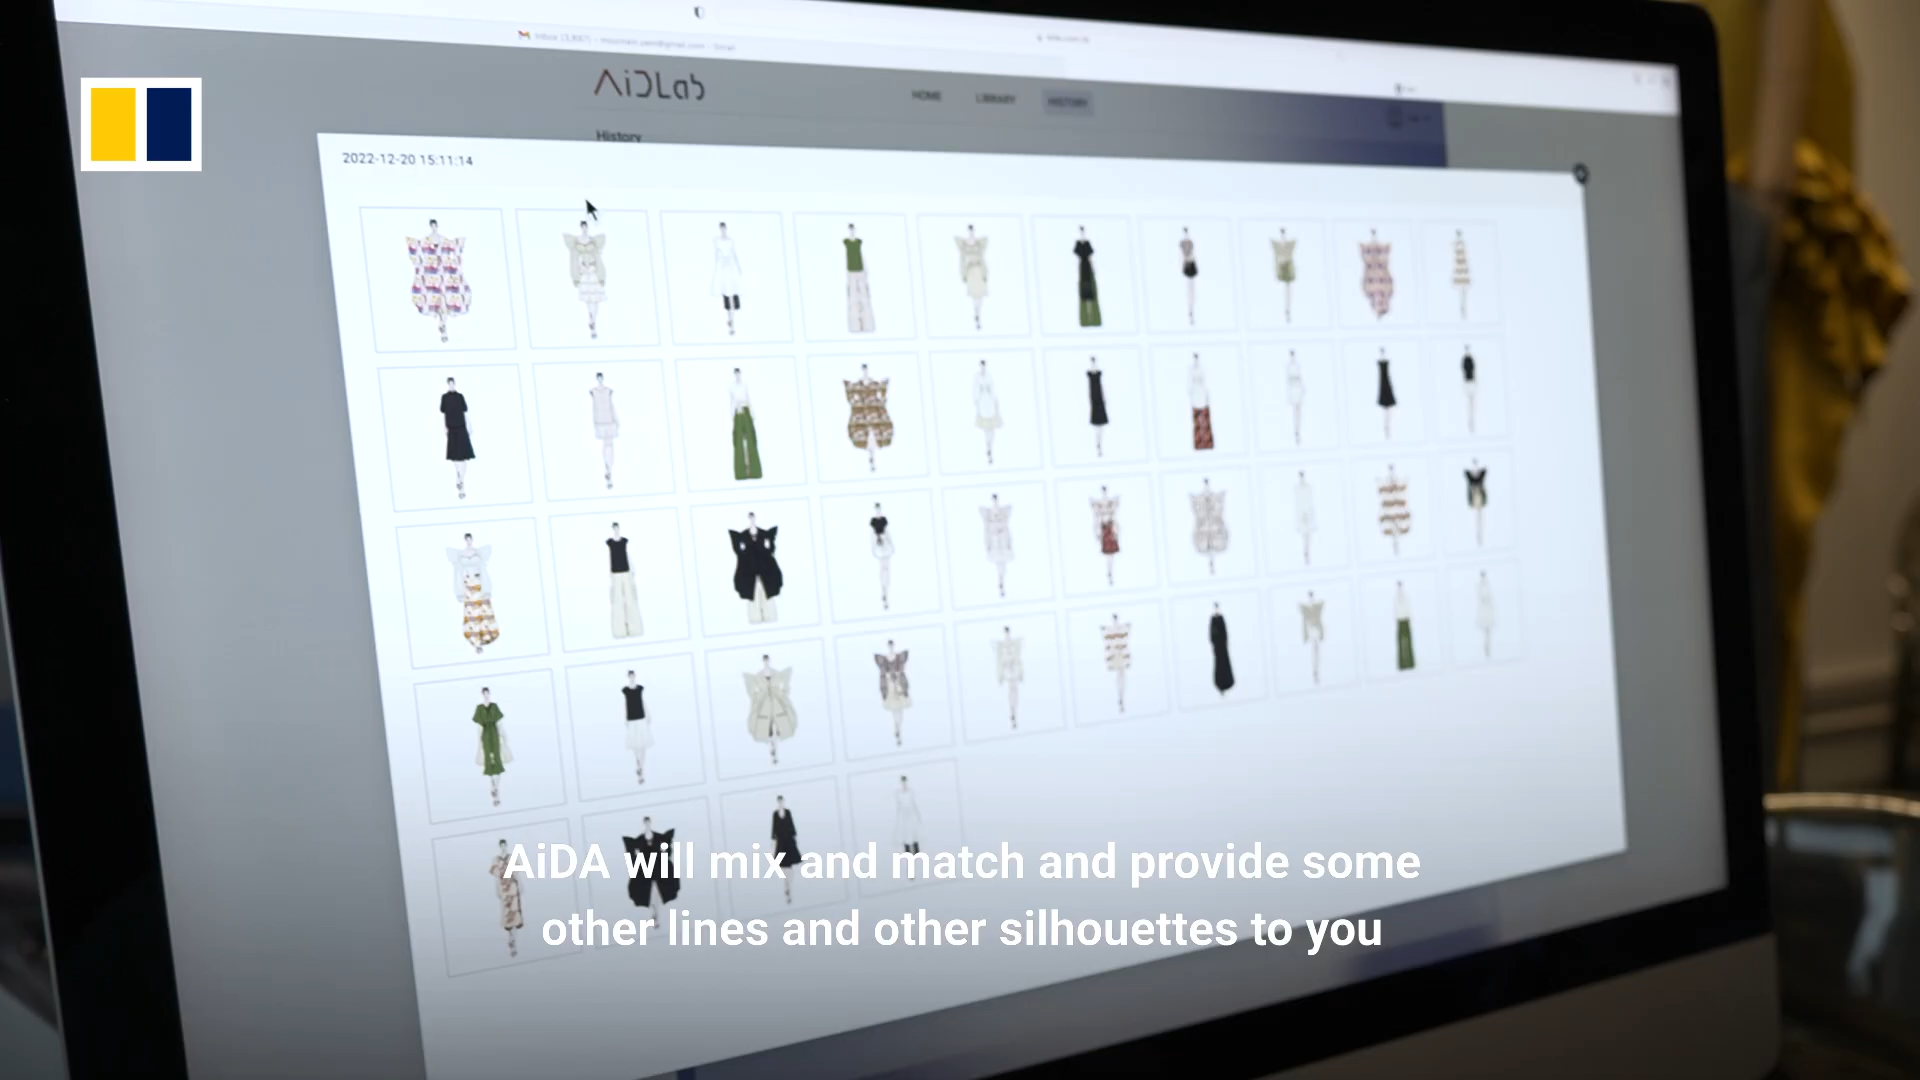 AiDLab
HOME LIBRARY HISTORY
History
2022-12-20 15:11:14
AiDA will mix and match and provide some
other lines and other silhouettes to you